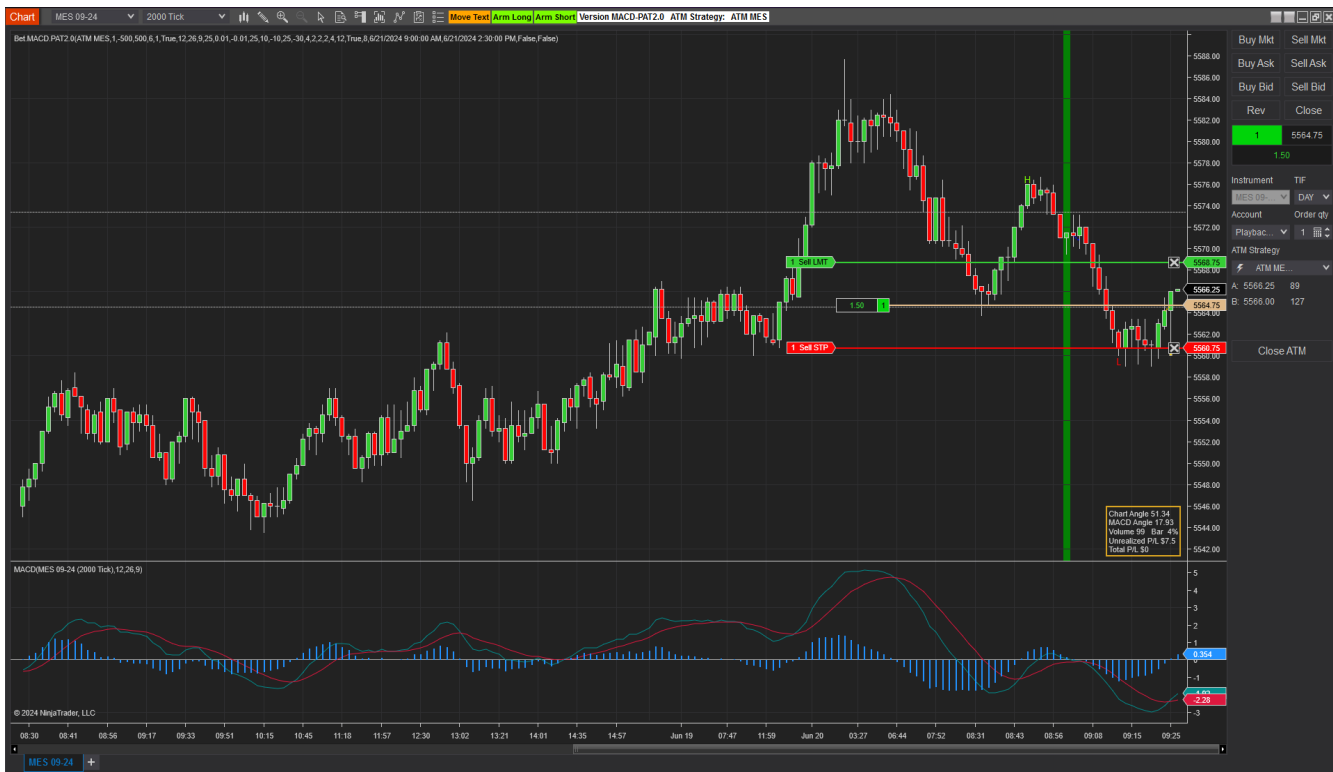 Chart MES 09-24 2000 Tick Move Text Arm Long Arm Short Version MACD-PAT2.0 ATM Strategy: ATM MES
Bet.MACD.PAT2.0(ATM MES,1,-500,500,6,1,True,12,26,9,25,0.01,-0.01,25,10,-10,25,-30,4,2,2,2,4,12,True,8,6/21/2024 9:00:00 AM,6/21/2024 2:30:00 PM,False,False)
5588.00
5586.00
5584.00
5582.00
5580.00
5578.00
H
5576.00
5574.00
5572.00
5570.00
1 Sell LMT
5568.75
5568.00
5566.25
1.50 1
5564.75
5564.00
5562.00
1 Sell STP
5560.75
5560.00
L
5558.00
5556.00
5554.00
5552.00
5550.00
5548.00
5546.00
5544.00
5542.00
Chart Angle 51.34
MACD Angle 17.93
Volume 99 Bar 4%
Unrealized P/L $7.5
Total P/L $0
MACD(MES 09-24 (2000 Tick),12,26,9)
5
4
3
2
1
0.354
0
-1
-2.28
-3
© 2024 NinjaTrader, LLC
08:30 08:41 08:56 09:17 09:33 09:51 10:15 10:45 11:18 11:57 12:30 13:02 13:21 14:01 14:35 14:57 Jun 19 07:47 11:59 Jun 20 03:27 06:44 07:52 08:31 08:43 08:56 09:08 09:15 09:25
MES 09-24 +
Buy Mkt Sell Mkt
Buy Ask Sell Ask
Buy Bid Sell Bid
Rev Close
1 5564.75
1.50
Instrument TIF
MES 09-... DAY
Account Order qty
Playbac... 1
ATM Strategy
ATM ME...
A: 5566.25 89
B: 5566.00 127
Close ATM